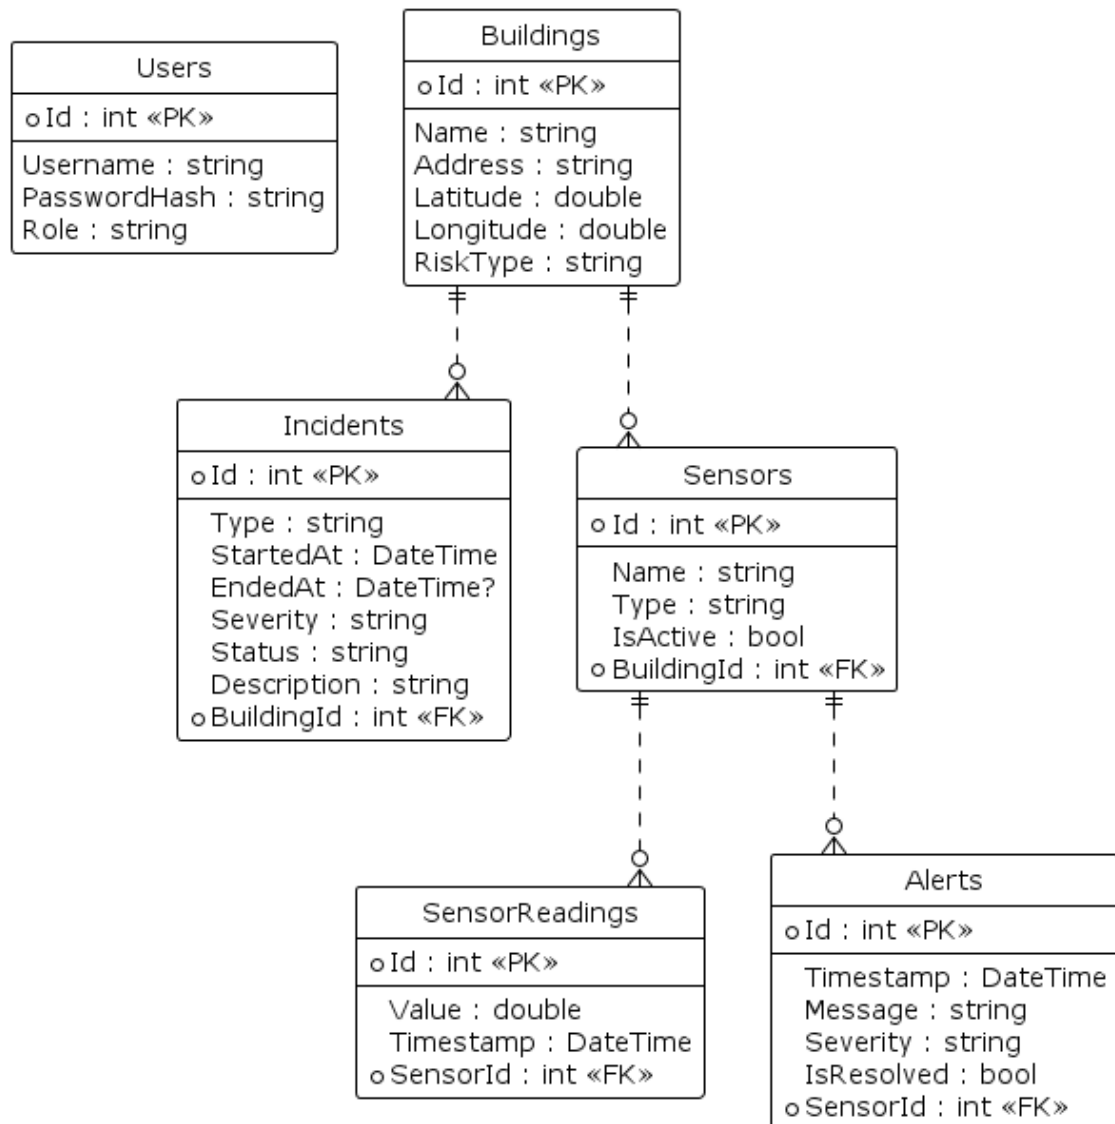 Users
Id : int «PK»
Username : string
PasswordHash : string
Role : string
Buildings
Id : int «PK»
Name : string
Address : string
Latitude : double
Longitude : double
RiskType : string
Incidents
Id : int «PK»
Type : string
StartedAt : DateTime
EndedAt : DateTime?
Severity : string
Status : string
Description : string
BuildingId : int «FK»
Sensors
Id : int «PK»
Name : string
Type : string
IsActive : bool
BuildingId : int «FK»
SensorReadings
Id : int «PK»
Value : double
Timestamp : DateTime
SensorId : int «FK»
Alerts
Id : int «PK»
Timestamp : DateTime
Message : string
Severity : string
IsResolved : bool
SensorId : int «FK»